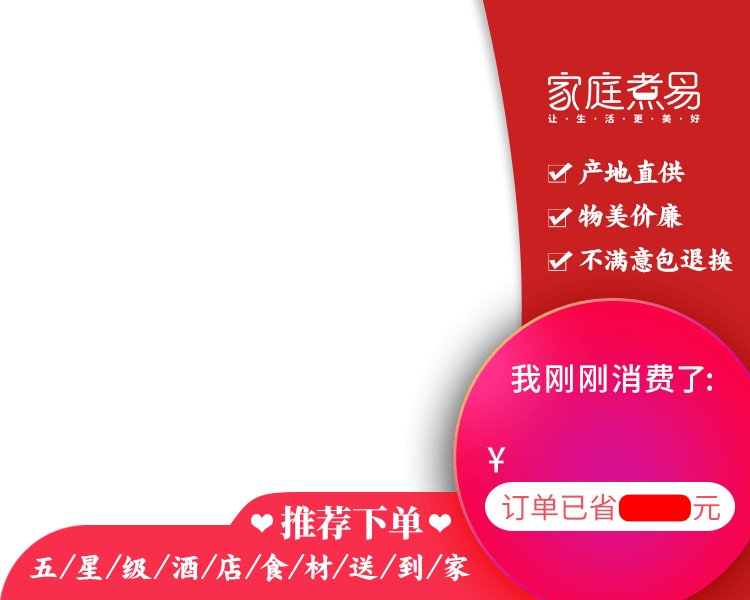 家庭煮易
让·生·活·更·美·好
产地直供
物美价廉
不满意包退换
我刚刚消费了:
¥
订单已省 元
推荐下单
五/星/级/酒/店/食/材/送/到/家